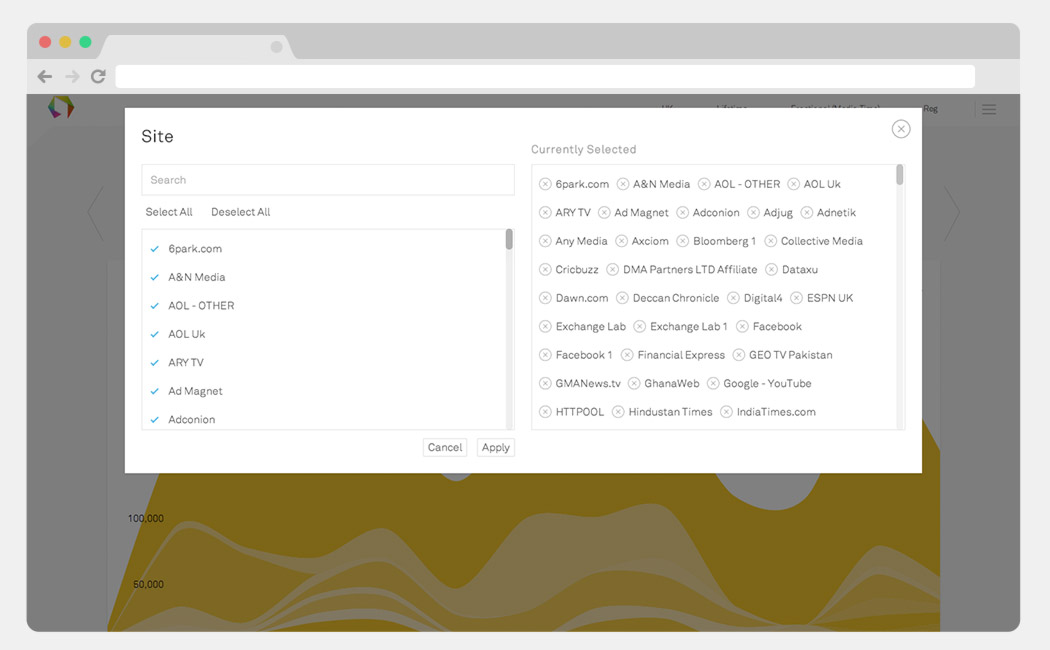 Reg
Site
Currently Selected
Search
Select All Deselect All
6park.com
A&N Media
AOL - OTHER
AOL Uk
ARY TV
Ad Magnet
Adconion
Cancel Apply
6park.com A&N Media AOL - OTHER AOL Uk
ARY TV Ad Magnet Adconion Adjug Adnetik
Any Media Axciom Bloomberg 1 Collective Media
Cricbuzz DMA Partners LTD Affiliate Dataxu
Dawn.com Deccan Chronicle Digital4 ESPN UK
Exchange Lab Exchange Lab 1 Facebook
Facebook 1 Financial Express GEO TV Pakistan
GMANews.tv GhanaWeb Google - YouTube
HTTPOOL Hindustan Times IndiaTimes.com
100,000
50,000